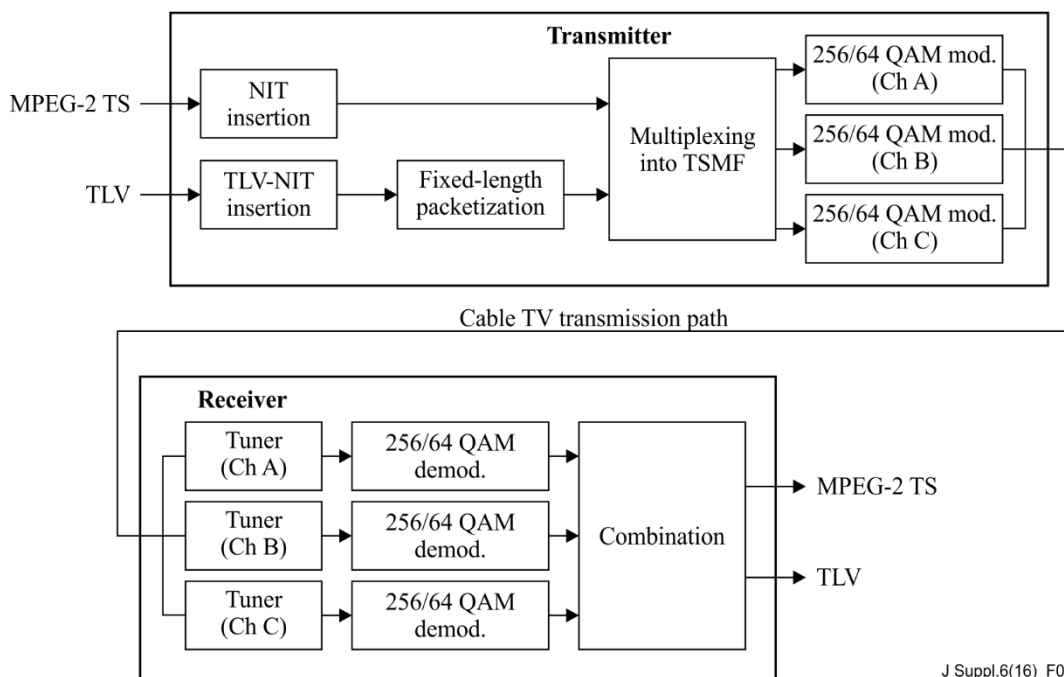 Transmitter
MPEG-2 TS
NIT
insertion
TLV
TLV-NIT
insertion
Fixed-length
packetization
Multiplexing
into TSMF
256/64 QAM mod.
(Ch A)
256/64 QAM mod.
(Ch B)
256/64 QAM mod.
(Ch C)
Cable TV transmission path
Receiver
Tuner
(Ch A)
256/64 QAM
demod.
Tuner
(Ch B)
256/64 QAM
demod.
Tuner
(Ch C)
256/64 QAM
demod.
Combination
MPEG-2 TS
TLV
J Suppl.6(16)_F0